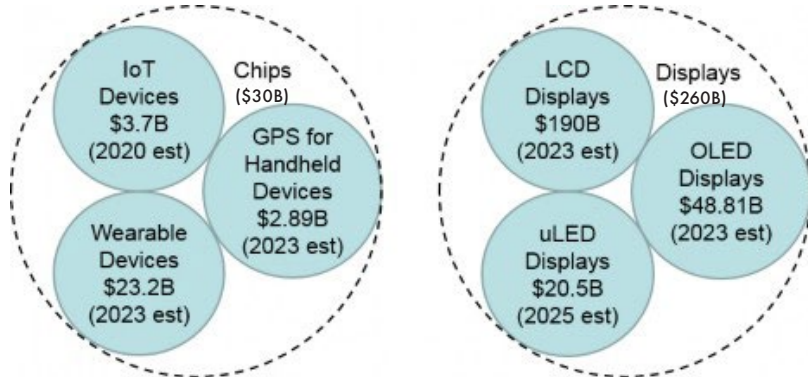 IoT
Devices
$3.7B
(2020 est)
Chips
($30B)
GPS for
Handheld
Devices
$2.89B
(2023 est)
Wearable
Devices
$23.2B
(2023 est)
LCD
Displays
$190B
(2023 est)
Displays
($260B)
OLED
Displays
$48.81B
(2023 est)
uLED
Displays
$20.5B
(2025 est)